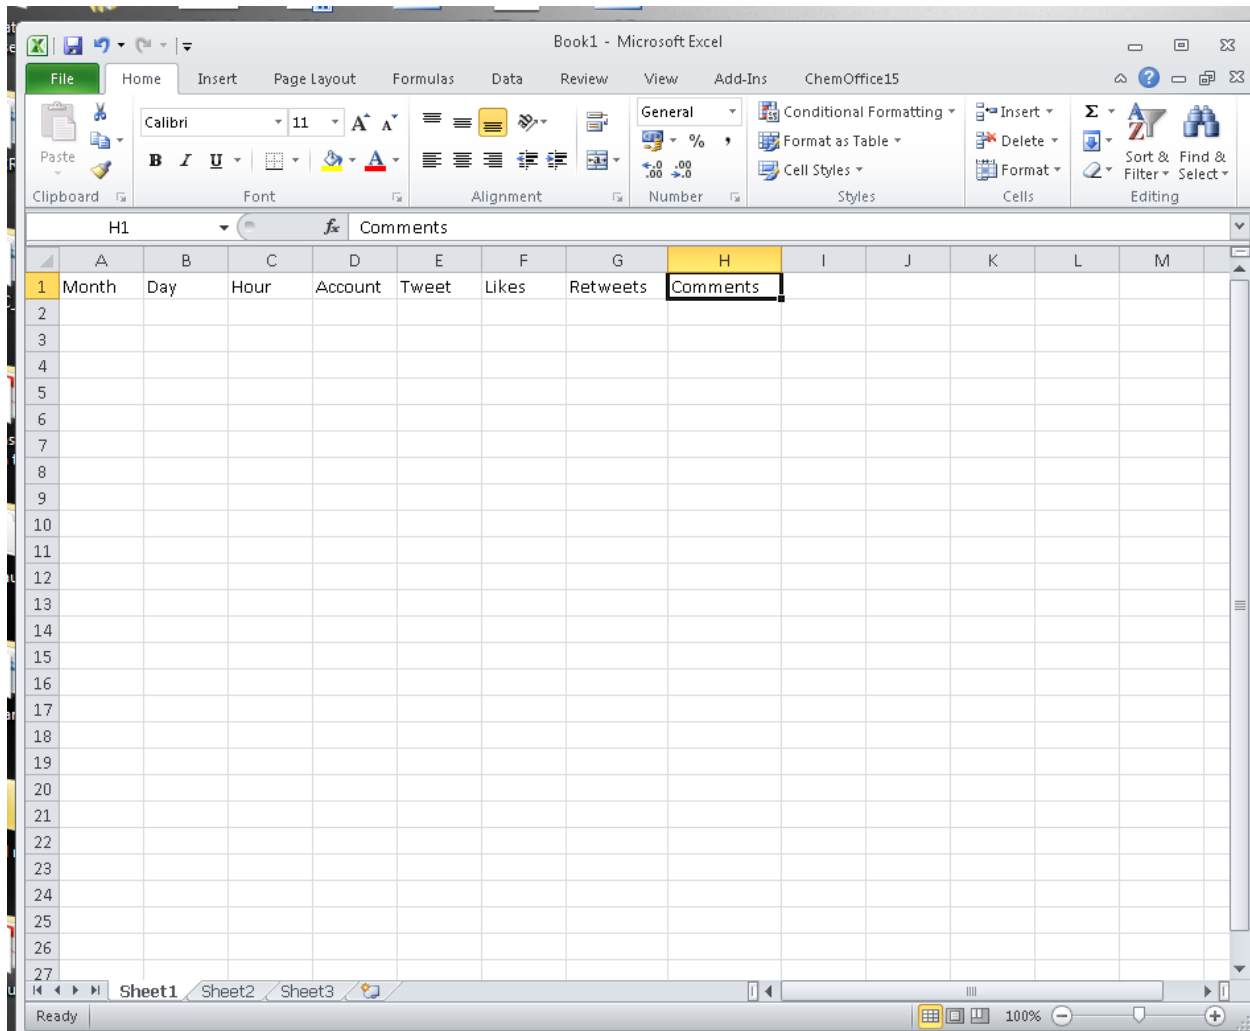 Book1 - Microsoft Excel
File Home Insert Page Layout Formulas Data Review View Add-Ins ChemOffice15
Calibri 11 A A General Conditional Formatting Insert Σ
Paste B I U A % , Format as Table Delete Sort & Filter Find & Select
.00 .0 Cell Styles Format
Clipboard Font Alignment Number Styles Cells Editing
H1 fx Comments
A B C D E F G H I J K L M
1 Month Day Hour Account Tweet Likes Retweets Comments
2
3
4
5
6
7
8
9
10
11
12
13
14
15
16
17
18
19
20
21
22
23
24
25
26
27
Sheet1 Sheet2 Sheet3
Ready 100%